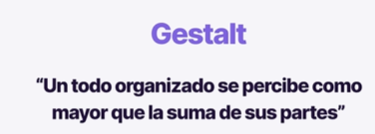 Gestalt
“Un todo organizado se percibe como
mayor que la suma de sus partes”